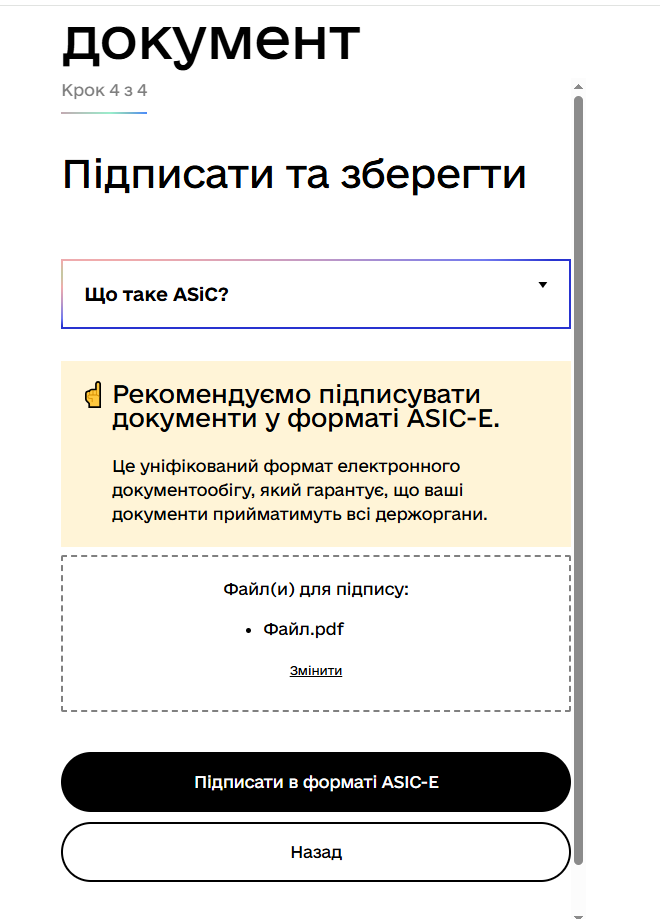 документ
Крок 4 з 4
Підписати та зберегти
Що таке ASiC?
☝ Рекомендуємо підписувати
документи у форматі ASIC-E.
Це уніфікований формат електронного
документообігу, який гарантує, що ваші
документи прийматимуть всі держоргани.
Файл(и) для підпису:
• Файл.pdf
Змінити
Підписати в форматі ASIC-E
Назад